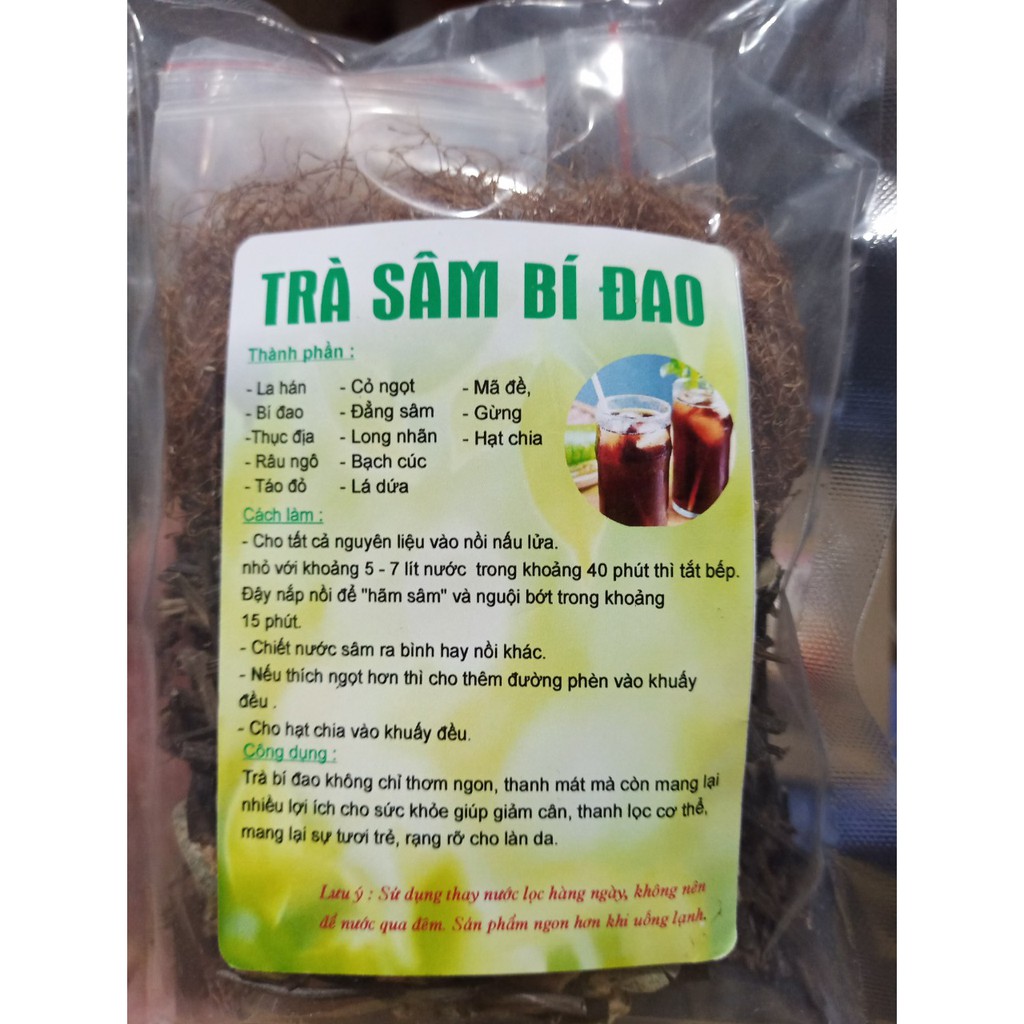 TRÀ SÂM BÍ ĐAO
Thành phần :
- La hán - Cỏ ngọt - Mã đề,
- Bí đao - Đẳng sâm - Gừng
-Thục địa - Long nhãn - Hạt chia
- Râu ngô - Bạch cúc
- Táo đỏ - Lá dứa
Cách làm :
- Cho tất cả nguyên liệu vào nồi nấu lửa.
nhỏ với khoảng 5 - 7 lít nước trong khoảng 40 phút thì tắt bếp.
Đậy nắp nồi để "hãm sâm" và nguội bớt trong khoảng
15 phút.
- Chiết nước sâm ra bình hay nồi khác.
- Nếu thích ngọt hơn thì cho thêm đường phèn vào khuấy
đều .
- Cho hạt chia vào khuấy đều.
Công dụng :
Trà bí đao không chỉ thơm ngon, thanh mát mà còn mang lại
nhiều lợi ích cho sức khỏe giúp giảm cân, thanh lọc cơ thể,
mang lại sự tươi trẻ, rạng rỡ cho làn da.
Lưu ý : Sử dụng thay nước lọc hàng ngày, không nên
để nước qua đêm. Sản phẩm ngon hơn khi uống lạnh.